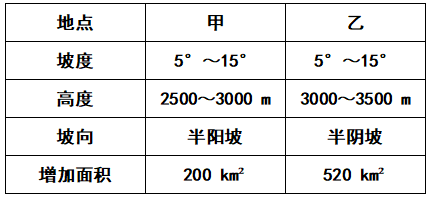 地点 甲 乙
坡度 5°～15° 5°～15°
高度 2500～3000 m 3000～3500 m
坡向 半阳坡 半阴坡
增加面积 200 km² 520 km²